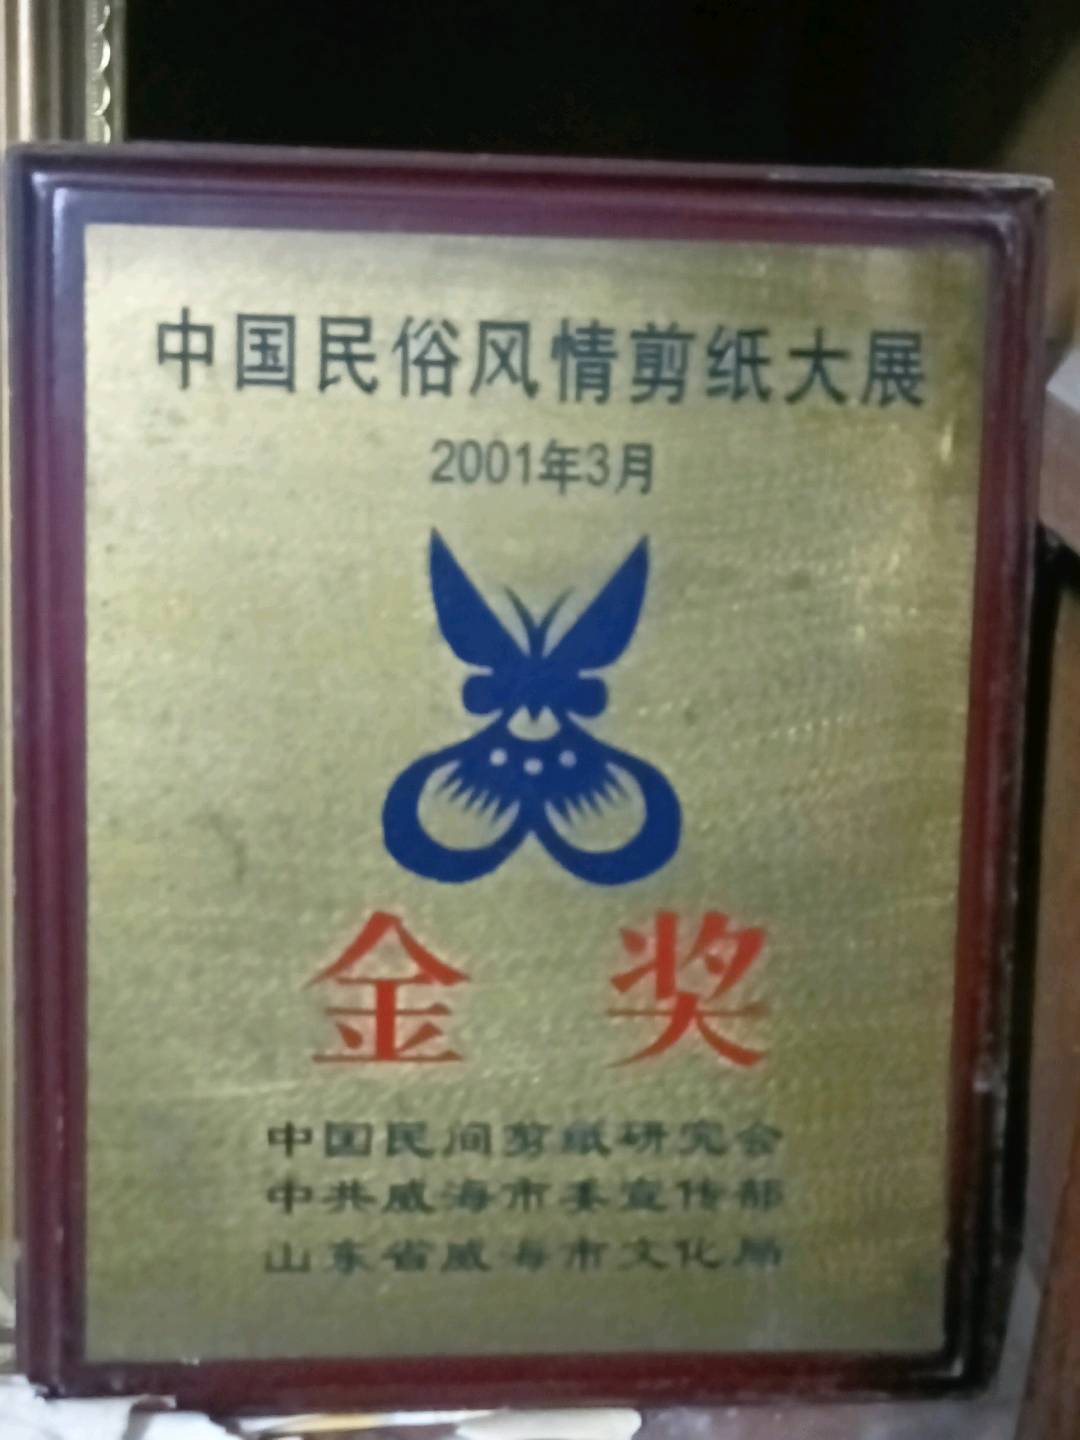 中国民俗风情剪纸大展
2001年3月
金奖
中国民间剪纸研究会
中共威海市委宣传部
山东省威海市文化局